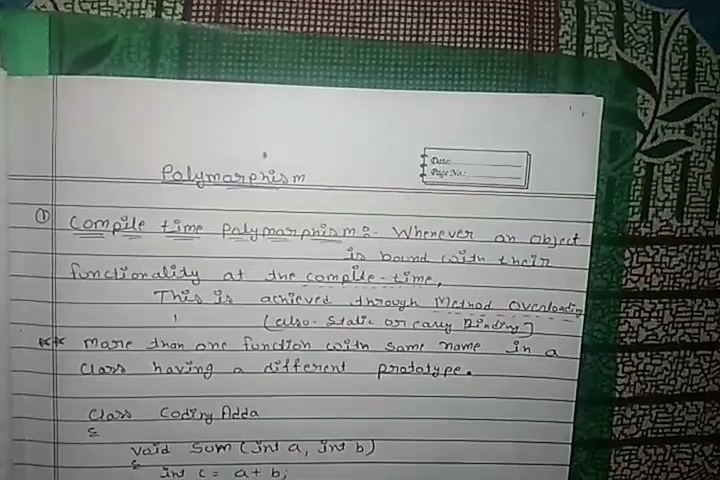 Date:
Page No:
Polymorphism
① Compile time Polymorphism:- Whenever an object
is bound with their
functionality at the compile-time,
This is achieved through Method Overloading
(also- Static or early Binding)
** More than one function with same name in a
class having a different prototype.
Class Coding Adda
{
void Sum (int a, int b)
{
int c = a + b;